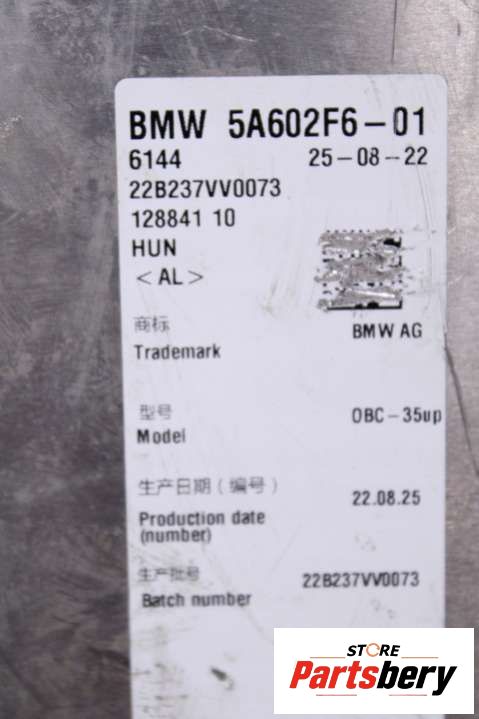 BMW 5A602F6-01
6144 25-08-22
22B237VV0073
128841 10
HUN
<AL>
商标
Trademark BMW AG
型号
Model OBC-35up
生产日期(编号)
Production date 22.08.25
(number)
生产批号
Batch number 22B237VV0073
STORE
Partsbery